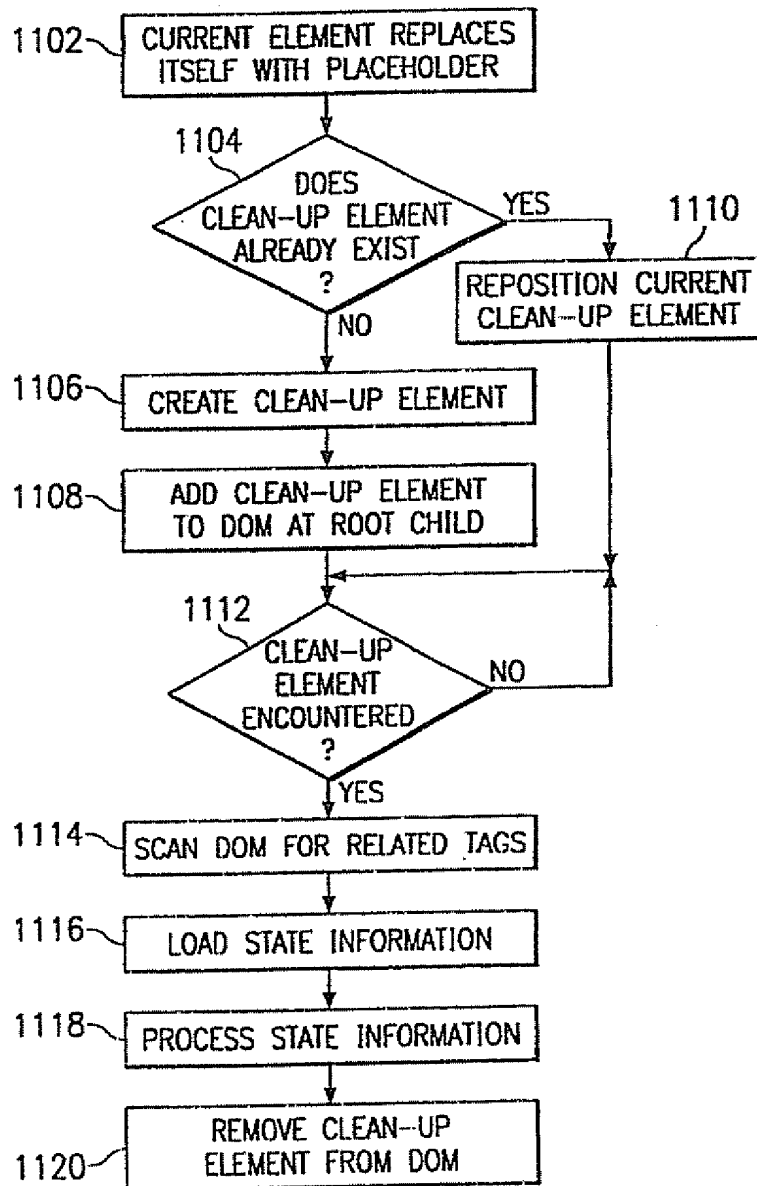 1102
CURRENT ELEMENT REPLACES
ITSELF WITH PLACEHOLDER
1104
DOES
CLEAN-UP ELEMENT
ALREADY EXIST
?
YES
NO
1110
REPOSITION CURRENT
CLEAN-UP ELEMENT
1106
CREATE CLEAN-UP ELEMENT
1108
ADD CLEAN-UP ELEMENT
TO DOM AT ROOT CHILD
1112
CLEAN-UP
ELEMENT
ENCOUNTERED
?
NO
YES
1114
SCAN DOM FOR RELATED TAGS
1116
LOAD STATE INFORMATION
1118
PROCESS STATE INFORMATION
1120
REMOVE CLEAN-UP
ELEMENT FROM DOM